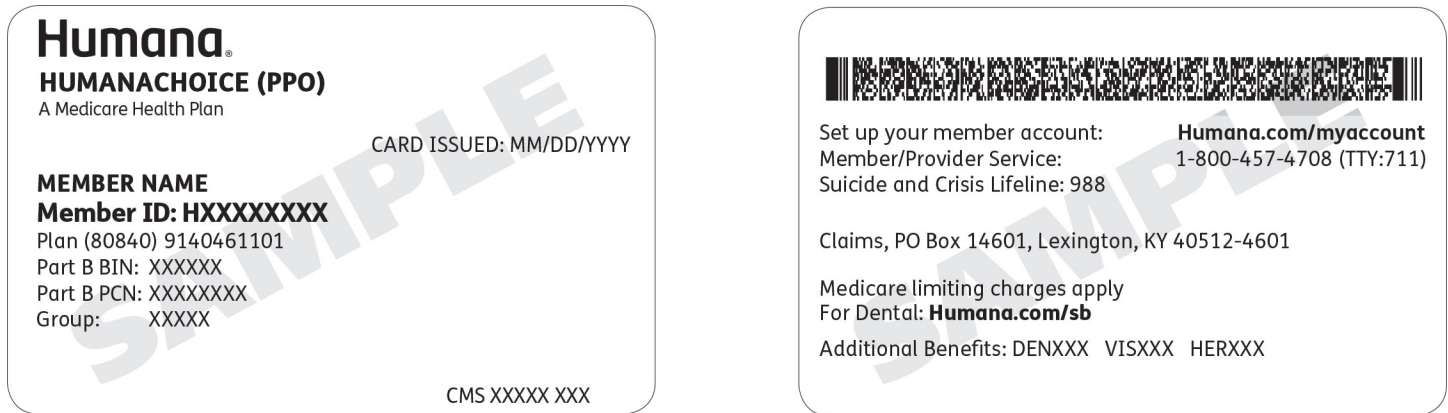 Humana®
HUMANACHOICE (PPO)
A Medicare Health Plan
CARD ISSUED: MM/DD/YYYY
MEMBER NAME
Member ID: HXXXXXXXX
Plan (80840) 9140461101
Part B BIN: XXXXXX
Part B PCN: XXXXXXXX
Group: XXXXX
CMS XXXXX XXX
SAMPLE
Set up your member account: Humana.com/myaccount
Member/Provider Service: 1-800-457-4708 (TTY:711)
Suicide and Crisis Lifeline: 988
Claims, PO Box 14601, Lexington, KY 40512-4601
Medicare limiting charges apply
For Dental: Humana.com/sb
Additional Benefits: DENXXX VISXXX HERXXX
SAMPLE